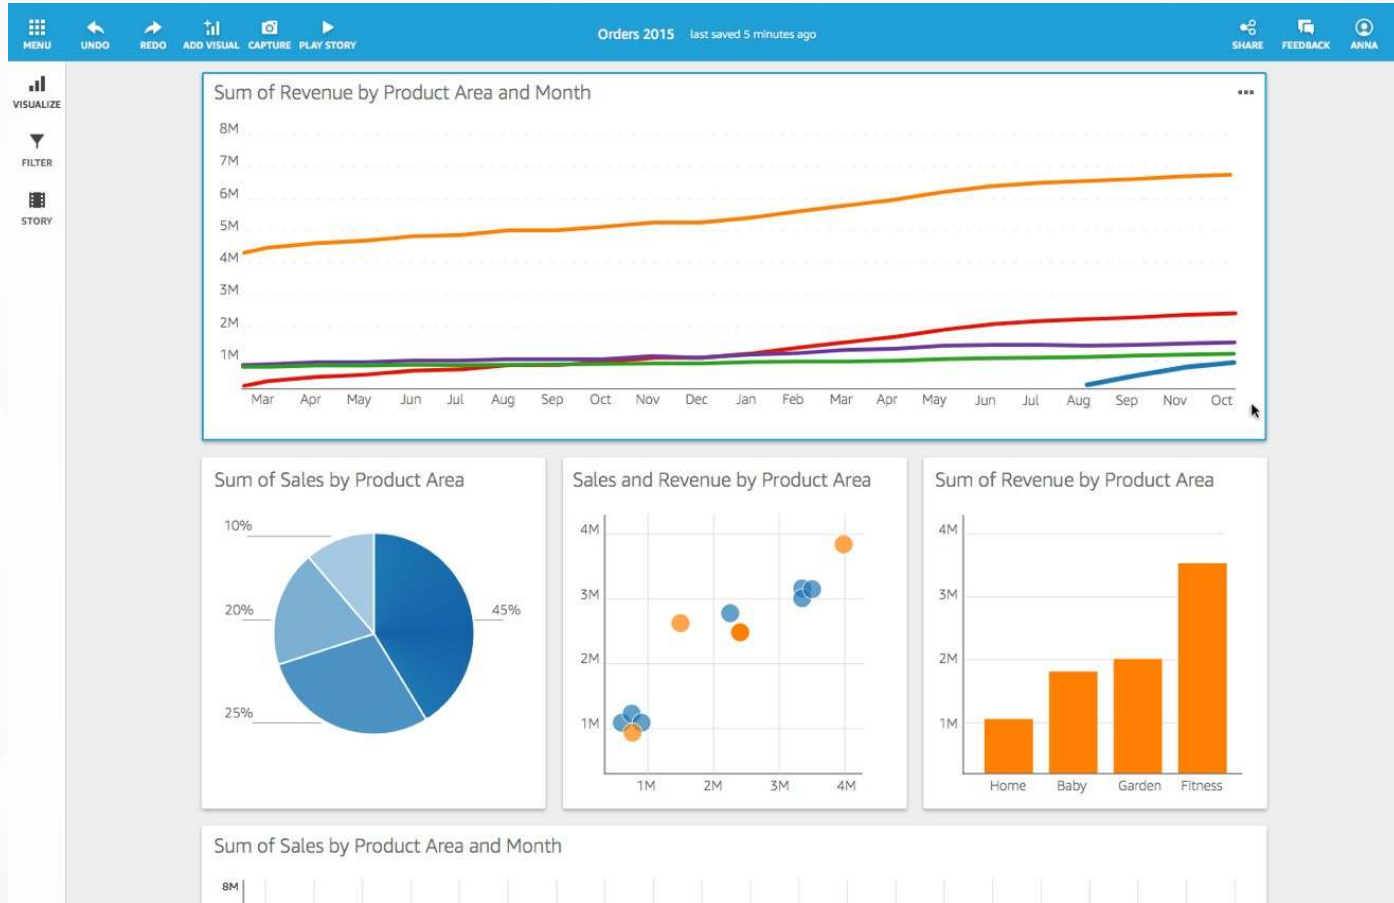 MENU UNDO REDO ADD VISUAL CAPTURE PLAY STORY
Orders 2015 last saved 5 minutes ago
SHARE FEEDBACK ANNA
VISUALIZE
FILTER
STORY
Sum of Revenue by Product Area and Month
8M
7M
6M
5M
4M
3M
2M
1M
Mar Apr May Jun Jul Aug Sep Oct Nov Dec Jan Feb Mar Apr May Jun Jul Aug Sep Nov Oct
Sum of Sales by Product Area
10%
20%
45%
25%
Sales and Revenue by Product Area
4M
3M
2M
1M
1M 2M 3M 4M
Sum of Revenue by Product Area
4M
3M
2M
1M
Home Baby Garden Fitness
Sum of Sales by Product Area and Month
8M